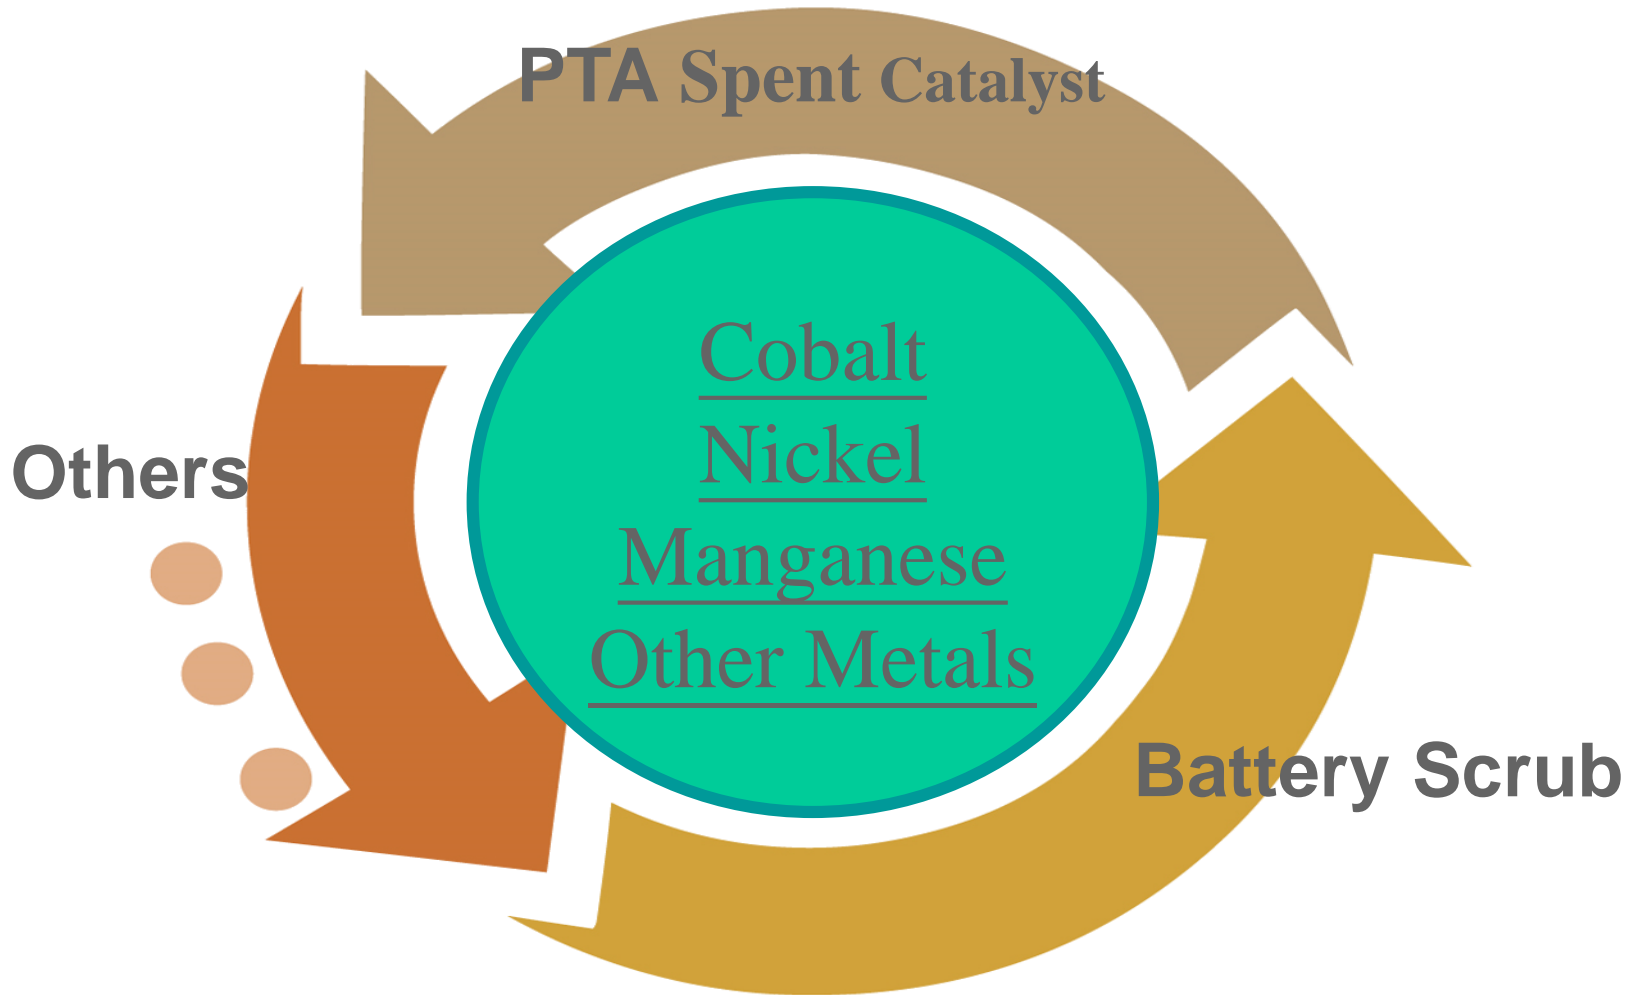 PTA Spent Catalyst
Cobalt
Nickel
Others
Manganese
Other Metals
Battery Scrub